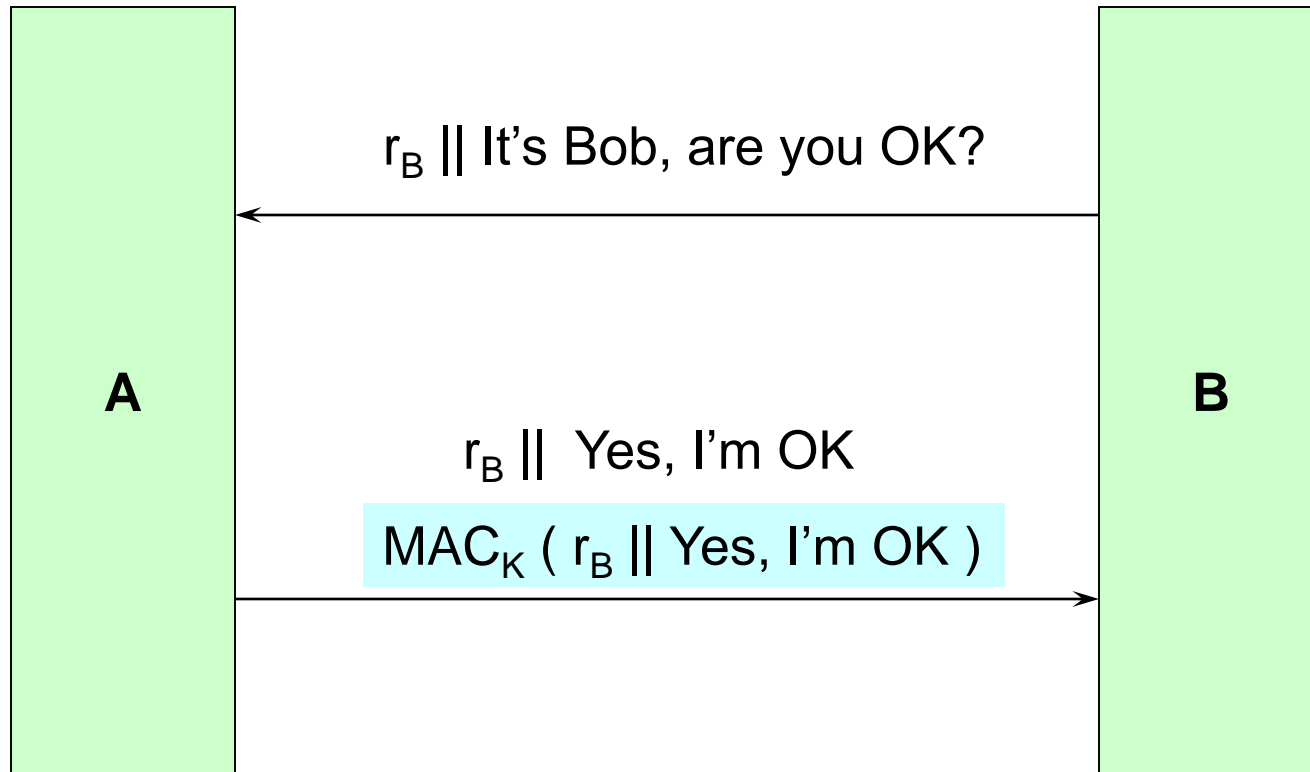 r_B || It’s Bob, are you OK?
A
B
r_B || Yes, I’m OK
MAC_K ( r_B || Yes, I’m OK )